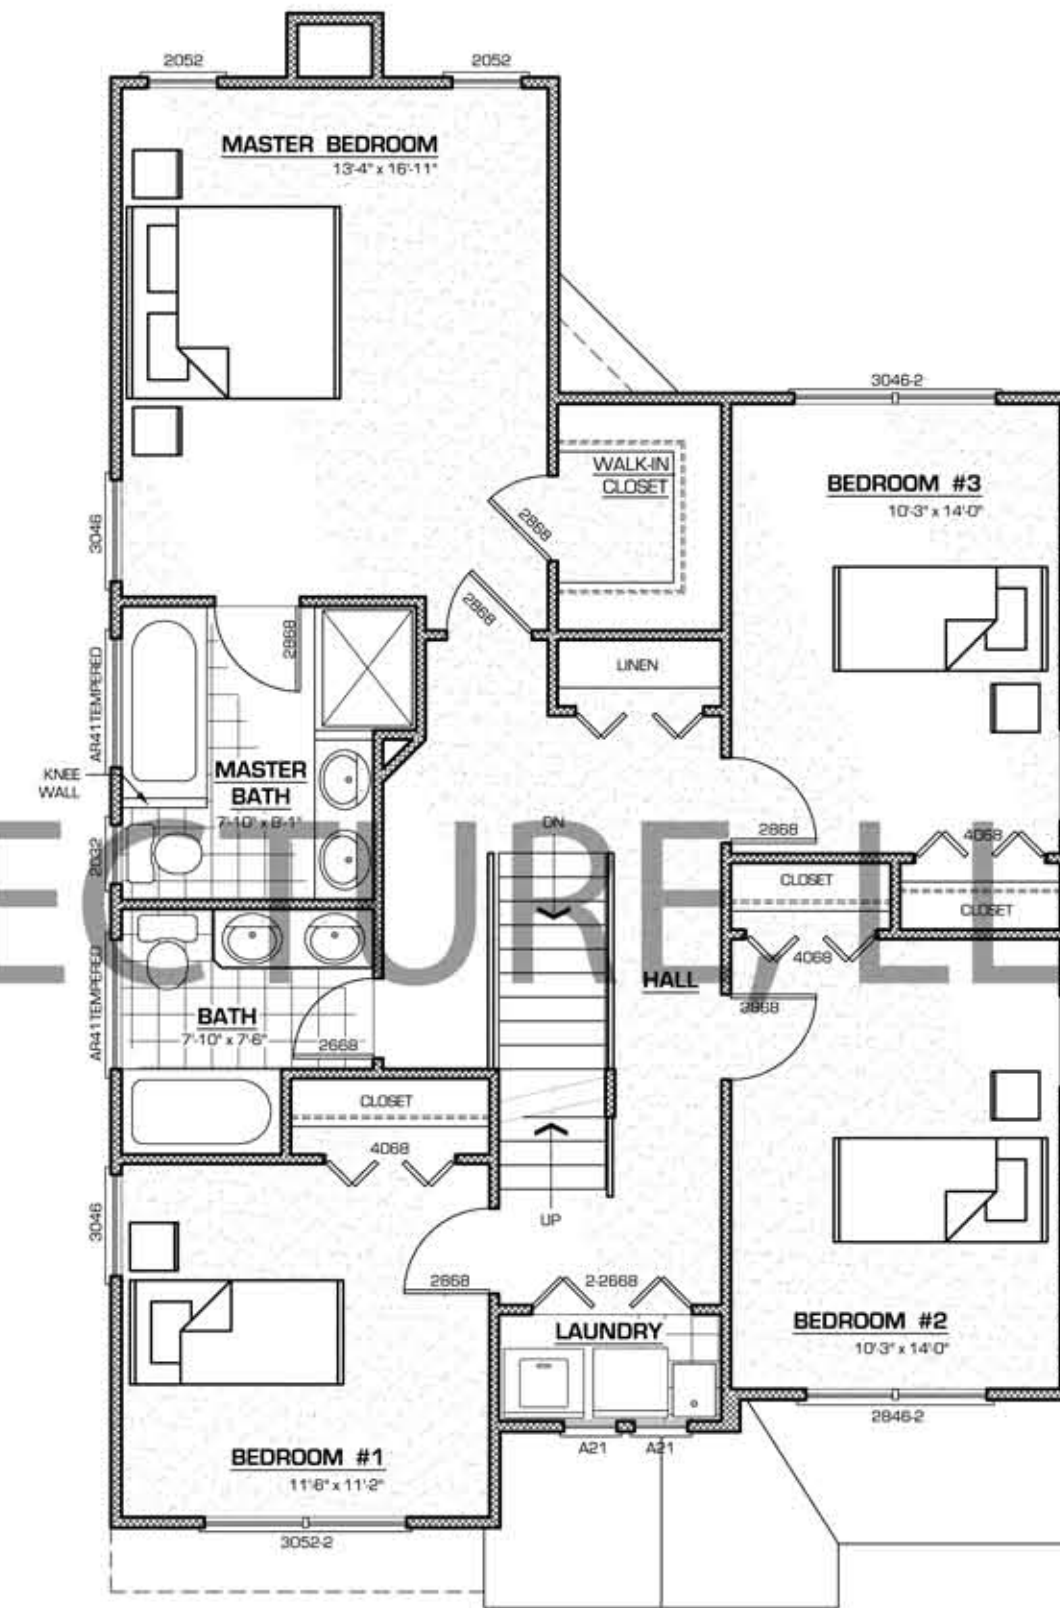 2052
2052
MASTER BEDROOM
13'-4" x 16'-11"
3046-2
WALK-IN
CLOSET
BEDROOM #3
10'-3" x 14'-0"
2868
3046
2868
2868
LINEN
AR41TEMPERED
KNEE
WALL
MASTER
BATH
7'-10" x 8'-1"
DN
2868
4068
2632
ECTURE, LL
CLOSET
CLOSET
4068
HALL
AR41TEMPERED
BATH
7'-10" x 7'-6"
2668
CLOSET
4068
3046
UP
2868
2-2668
LAUNDRY
BEDROOM #2
10'-3" x 14'-0"
2846-2
A21
A21
BEDROOM #1
11'-6" x 11'-2"
3052-2